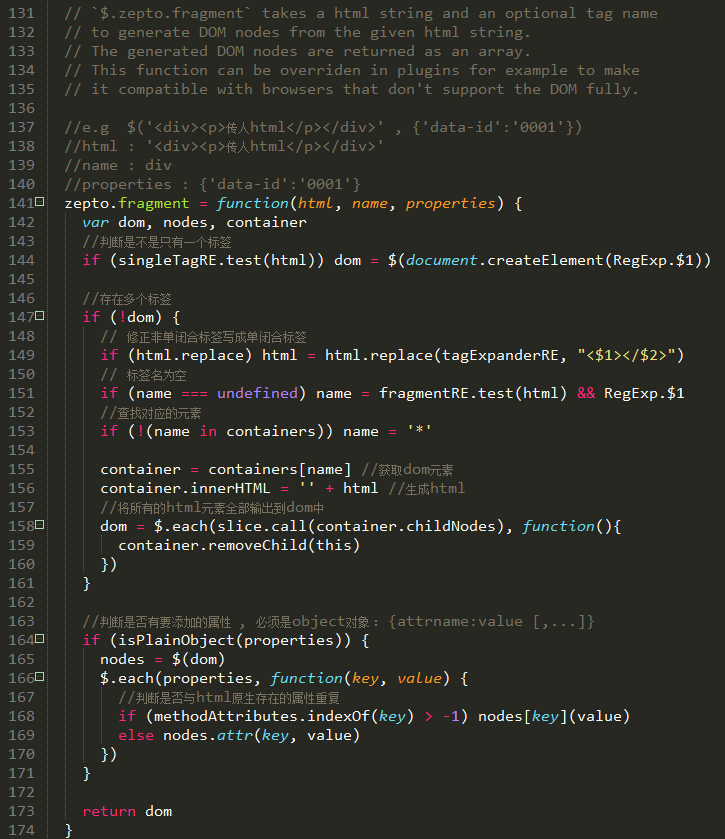 131 // `$.zepto.fragment` takes a html string and an optional tag name
132 // to generate DOM nodes from the given html string.
133 // The generated DOM nodes are returned as an array.
134 // This function can be overriden in plugins for example to make
135 // it compatible with browsers that don't support the DOM fully.
136
137 //e.g  $('<div><p>传人html</p></div>' , {'data-id':'0001'})
138 //html : '<div><p>传人html</p></div>'
139 //name : div
140 //properties : {'data-id':'0001'}
141 zepto.fragment = function(html, name, properties) {
142   var dom, nodes, container
143   //判断是不是只有一个标签
144   if (singleTagRE.test(html)) dom = $(document.createElement(RegExp.$1))
145
146   //存在多个标签
147   if (!dom) {
148     // 修正非单闭合标签写成单闭合标签
149     if (html.replace) html = html.replace(tagExpanderRE, "<$1></$2>")
150     // 标签名为空
151     if (name === undefined) name = fragmentRE.test(html) && RegExp.$1
152     //查找对应的元素
153     if (!(name in containers)) name = '*'
154
155     container = containers[name] //获取dom元素
156     container.innerHTML = '' + html //生成html
157     //将所有的html元素全部输出到dom中
158     dom = $.each(slice.call(container.childNodes), function(){
159       container.removeChild(this)
160     })
161   }
162
163   //判断是否有要添加的属性 , 必须是object对象: {attrname:value [,...]}
164   if (isPlainObject(properties)) {
165     nodes = $(dom)
166     $.each(properties, function(key, value) {
167       //判断是否与html原生存在的属性重复
168       if (methodAttributes.indexOf(key) > -1) nodes[key](value)
169       else nodes.attr(key, value)
170     })
171   }
172
173   return dom
174 }